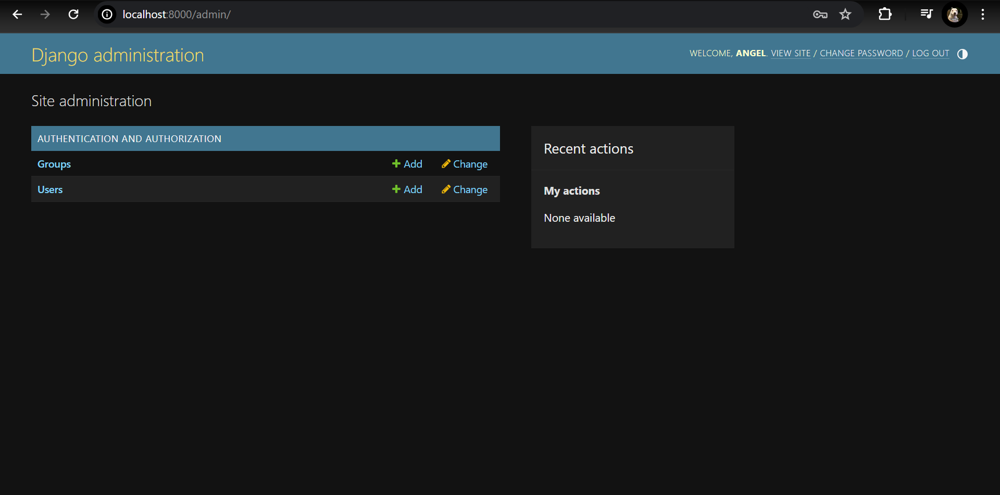 localhost:8000/admin/
Django administration
WELCOME, ANGEL. VIEW SITE / CHANGE PASSWORD / LOG OUT
Site administration
AUTHENTICATION AND AUTHORIZATION
Groups Add Change
Users Add Change
Recent actions
My actions
None available